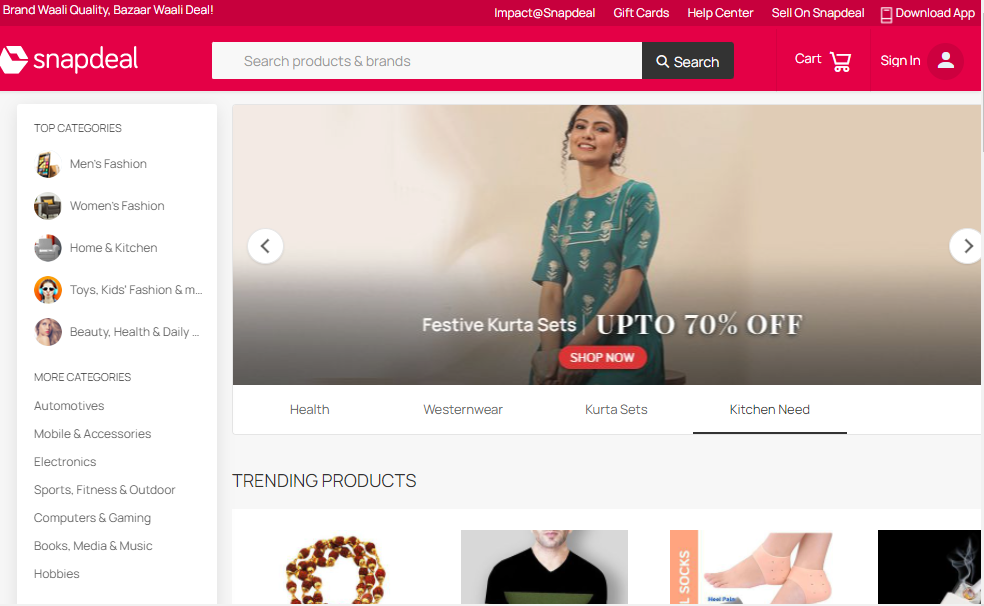 Brand Waali Quality, Bazaar Waali Deal!
Impact@Snapdeal
Gift Cards
Help Center
Sell On Snapdeal
Download App
snapdeal
Search products & brands
Search
Cart
Sign In
TOP CATEGORIES
Men's Fashion
Women's Fashion
Home & Kitchen
Toys, Kids' Fashion & m...
Beauty, Health & Daily ...
MORE CATEGORIES
Automotives
Mobile & Accessories
Electronics
Sports, Fitness & Outdoor
Computers & Gaming
Books, Media & Music
Hobbies
Festive Kurta Sets | UPTO 70% OFF
SHOP NOW
Health
Westernwear
Kurta Sets
Kitchen Need
TRENDING PRODUCTS
L SOCKS
Heel Pain